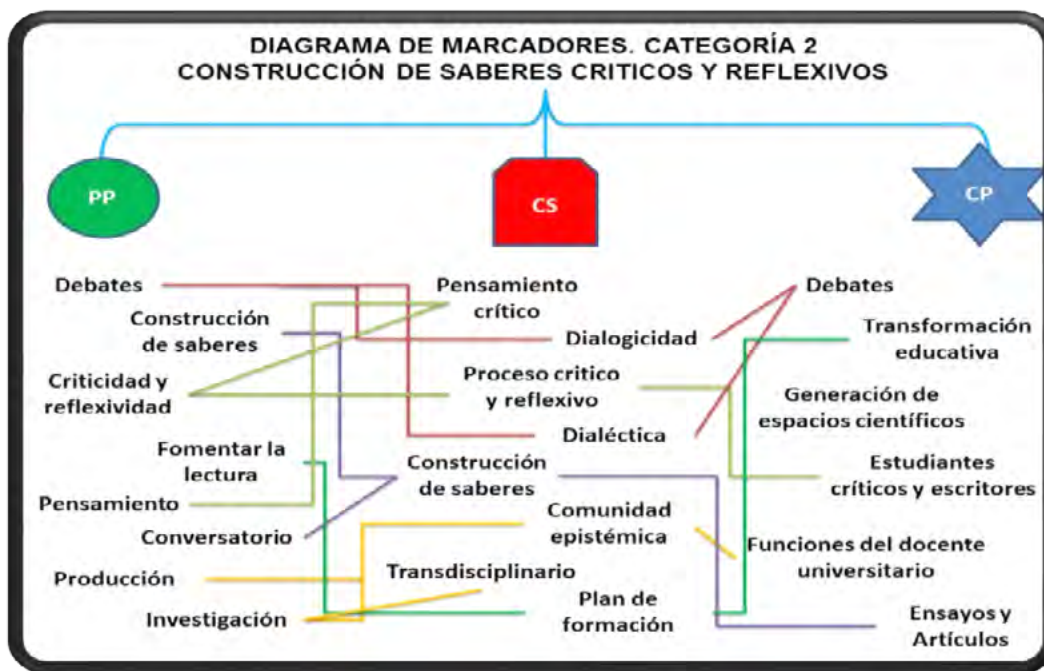 DIAGRAMA DE MARCADORES. CATEGORÍA 2
CONSTRUCCIÓN DE SABERES CRITICOS Y REFLEXIVOS
PP
CS
CP
Debates
Construcción
de saberes
Criticidad y
reflexividad
Fomentar la
lectura
Pensamiento
Conversatorio
Producción
Investigación
Pensamiento
crítico
Dialogicidad
Proceso critico
y reflexivo
Dialéctica
Construcción
de saberes
Comunidad
epistémica
Transdisciplinario
Plan de
formación
Debates
Transformación
educativa
Generación de
espacios científicos
Estudiantes
críticos y escritores
Funciones del docente
universitario
Ensayos y
Artículos